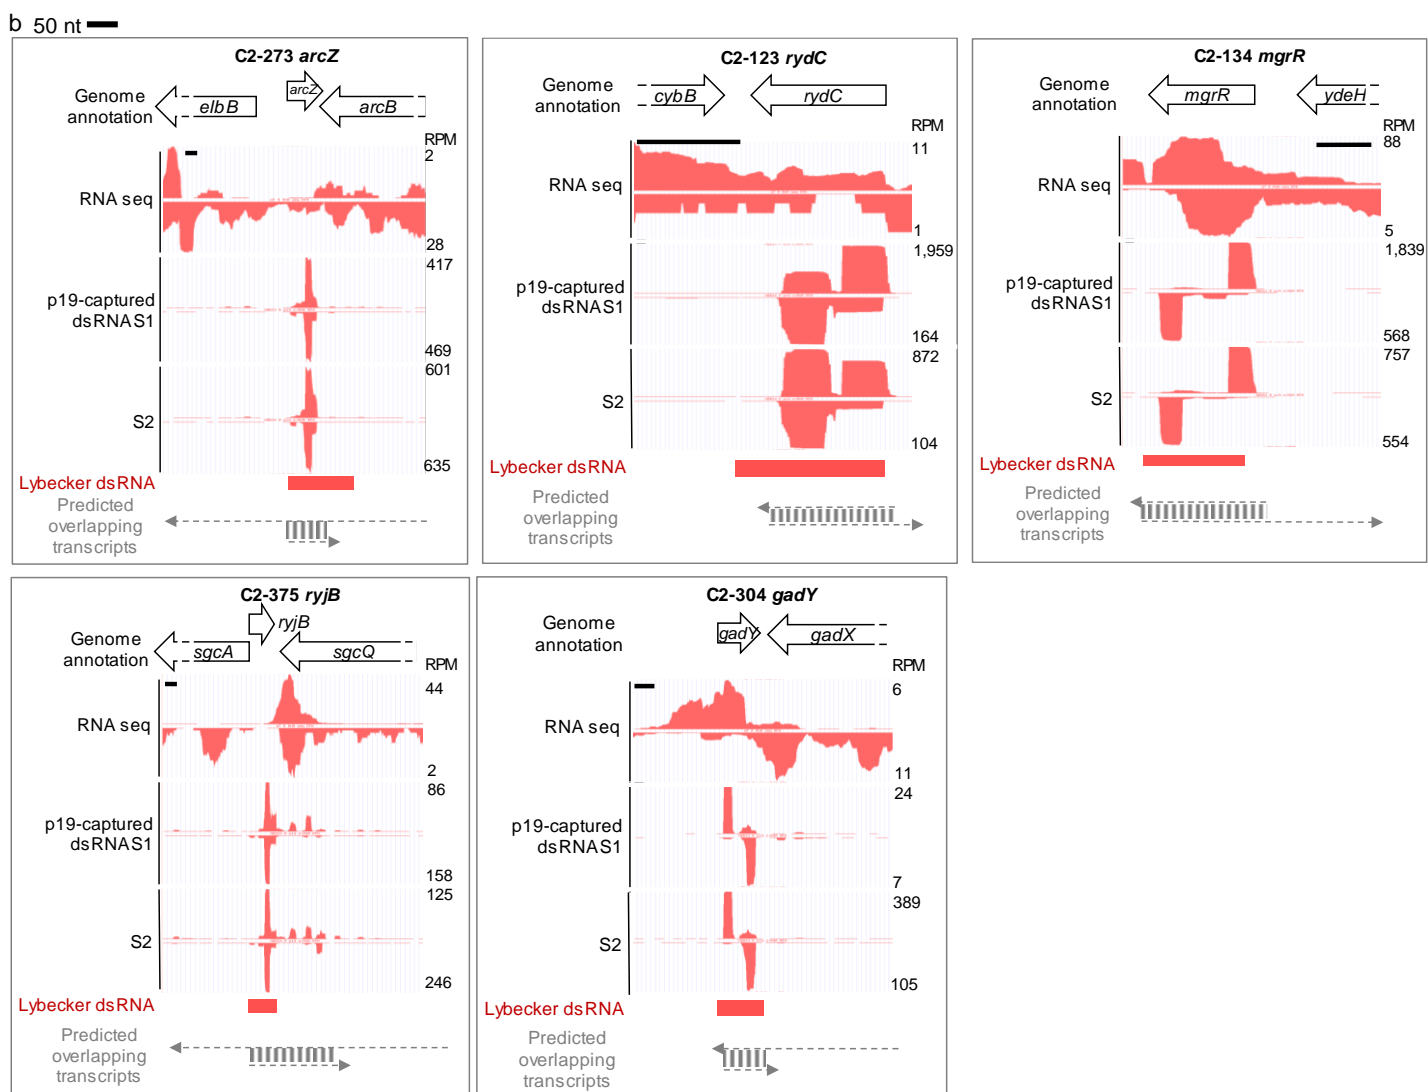 b 50 nt
C2-273 arcZ
Genome
annotation
elbB
arcZ
arcB
RPM
2
RNA seq
28
417
p19-captured
dsRNAS1
469
601
S2
635
Lybecker dsRNA
Predicted
overlapping
transcripts
C2-123 rydC
Genome
annotation
cybB
rydC
RPM
11
RNA seq
1
1,959
p19-captured
dsRNAS1
164
872
S2
104
Lybecker dsRNA
Predicted
overlapping
transcripts
C2-134 mgrR
Genome
annotation
mgrR
ydeH
RPM
88
RNA seq
5
1,839
p19-captured
dsRNAS1
568
757
S2
554
Lybecker dsRNA
Predicted
overlapping
transcripts
C2-375 ryjB
Genome
annotation
ryjB
sgcA
sgcQ
RPM
44
RNA seq
2
86
p19-captured
dsRNAS1
158
125
S2
246
Lybecker dsRNA
Predicted
overlapping
transcripts
C2-304 gadY
Genome
annotation
gadY
gadX
RPM
6
RNA seq
11
24
p19-captured
dsRNAS1
7
389
S2
105
Lybecker dsRNA
Predicted
overlapping
transcripts